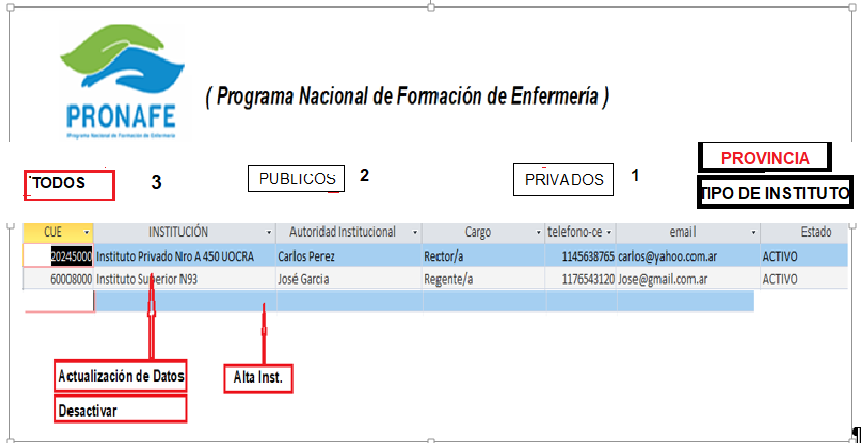 PRONAFE
Programa Nacional de Formación de Enfermería
( Programa Nacional de Formación de Enfermería )
PROVINCIA
TODOS 3 PUBLICOS 2 PRIVADOS 1
TIPO DE INSTITUTO
CUE INSTITUCIÓN Autoridad Institucional Cargo telefono-ce email Estado
20245000 Instituto Privado Nro A 450 UOCRA Carlos Perez Rector/a 1145638765 carlos@yahoo.com.ar ACTIVO
60008000 Instituto Superior N93 José Garcia Regente/a 1176543120 Jose@gmail.com.ar ACTIVO
Actualización de Datos
Alta Inst.
Desactivar
¶